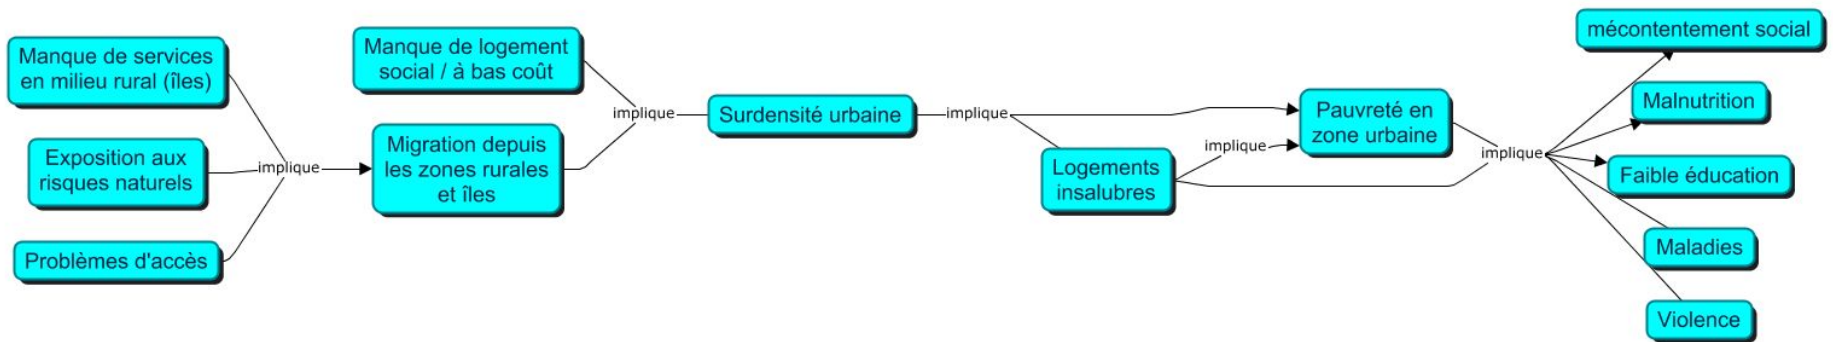 Manque de services
en milieu rural (îles)
Exposition aux
risques naturels
Problèmes d'accès
implique
Manque de logement
social / à bas coût
Migration depuis
les zones rurales
et îles
implique
Surdensité urbaine
implique
Logements
insalubres
implique
Pauvreté en
zone urbaine
implique
mécontentement social
Malnutrition
Faible éducation
Maladies
Violence